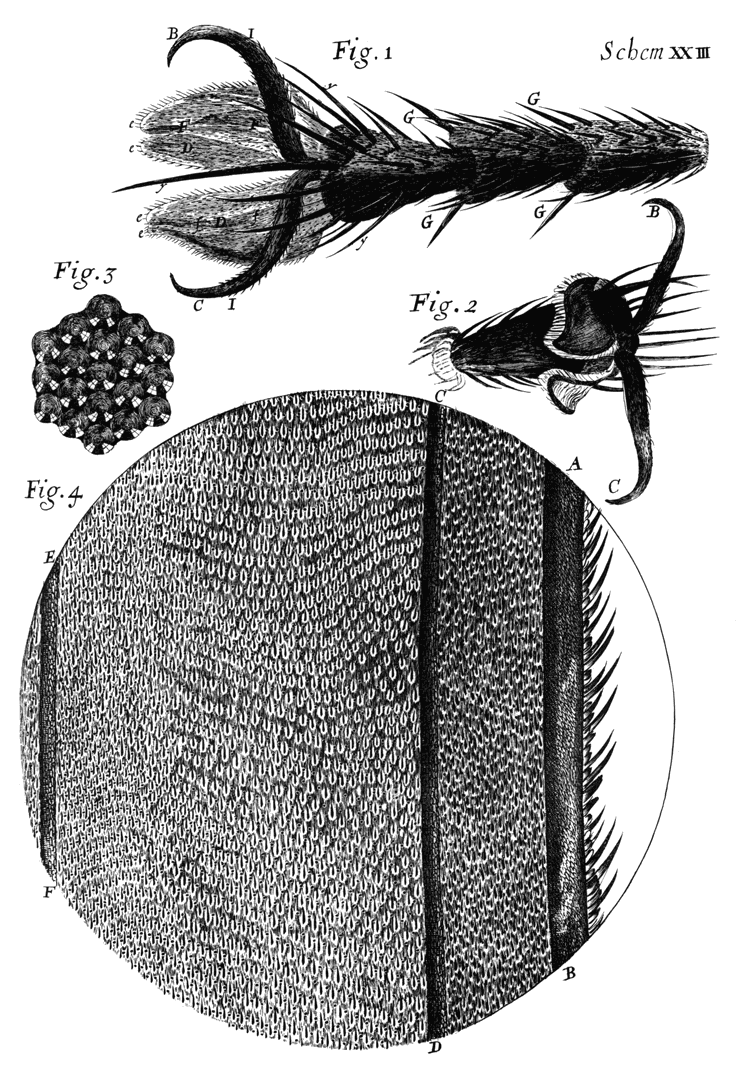 B I Fig. 1 Schem XXIII
G G
y
e F F
e D
y
e f D f
e
G G
y
B
C I
Fig. 3
Fig. 2
C
A
C
Fig. 4
E
F
B
D